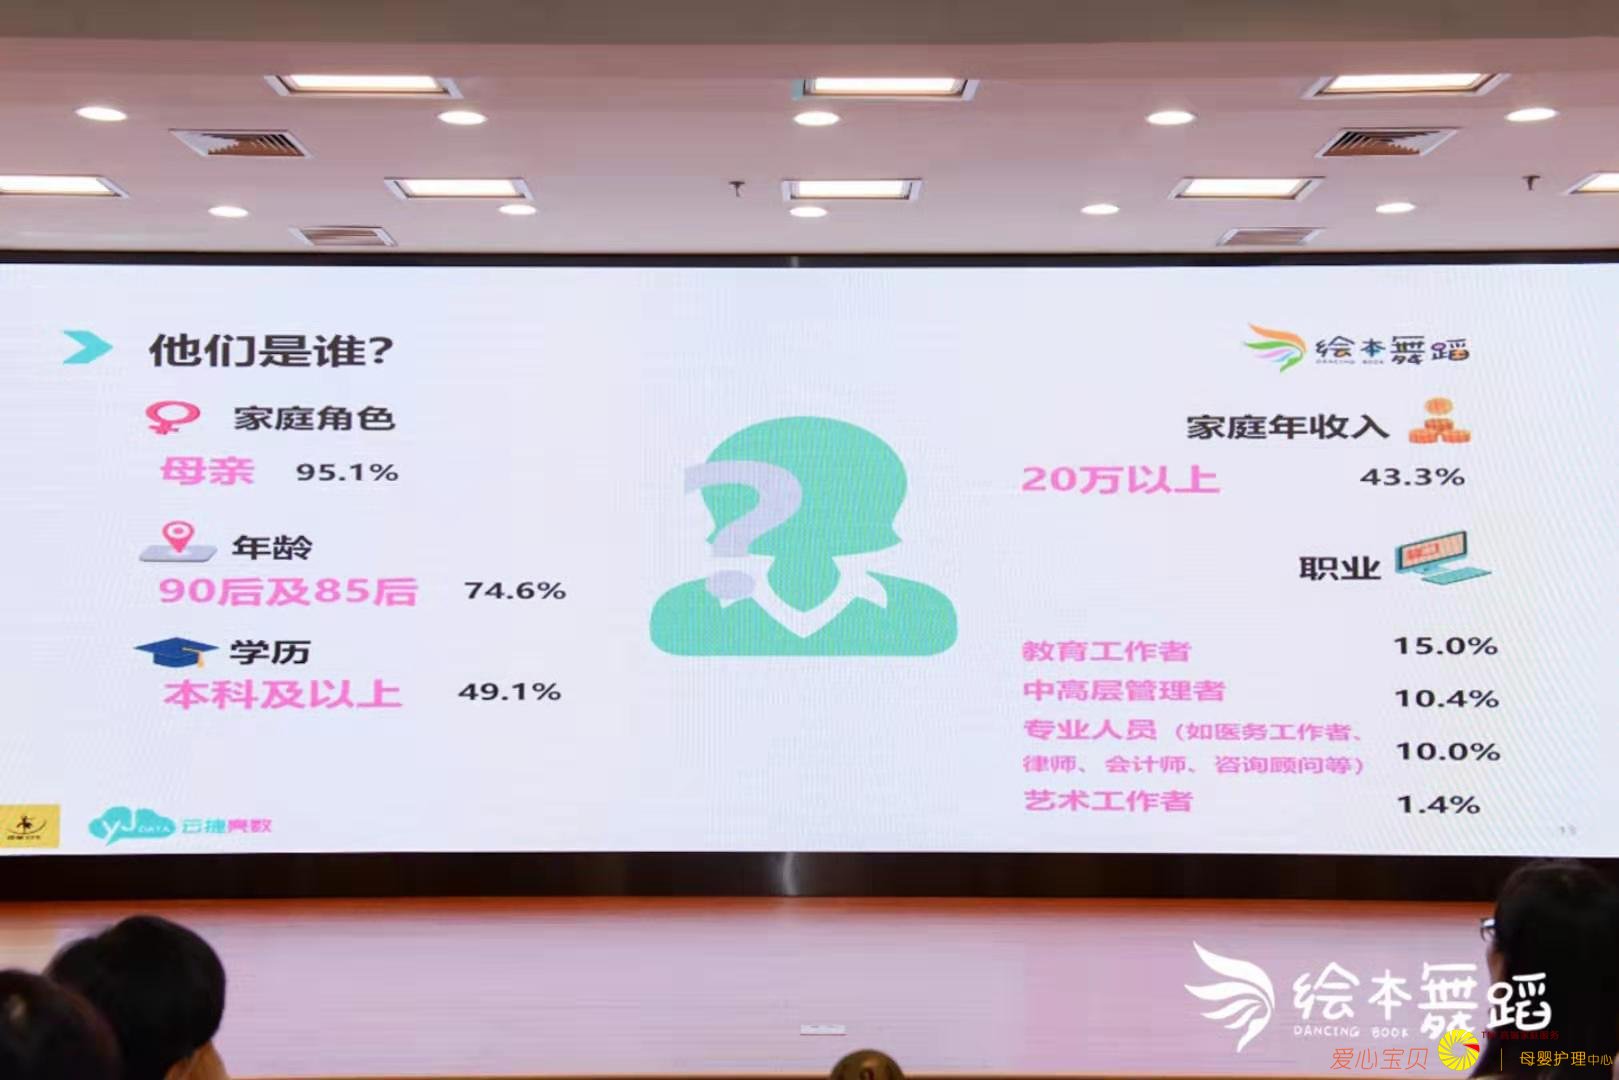 他们是谁?
绘本舞蹈
DANCING BOOK
家庭角色
母亲 95.1%
年龄
90后及85后 74.6%
学历
本科及以上 49.1%
家庭年收入
20万以上 43.3%
职业
教育工作者 15.0%
中高层管理者 10.4%
专业人员（如医务工作者、
律师、会计师、咨询顾问等） 10.0%
艺术工作者 1.4%
YJ DATA 云捷亮数
绘本舞蹈
DANCING BOOK
爱心宝贝 | 母婴护理中心